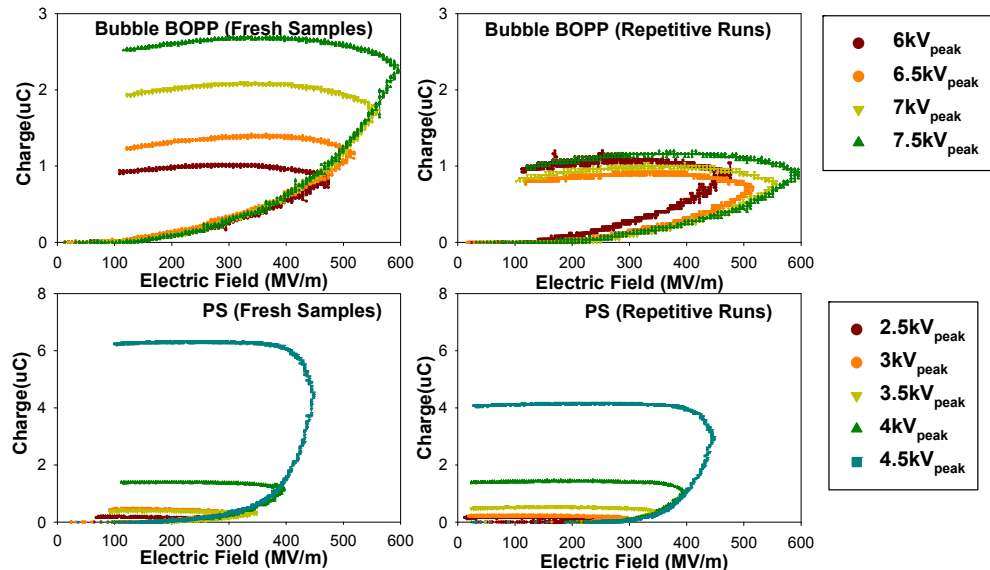 Bubble BOPP (Fresh Samples)
Charge(uC)
3
2
1
0
0 100 200 300 400 500 600
Electric Field (MV/m)
Bubble BOPP (Repetitive Runs)
Charge(uC)
3
2
1
0
0 100 200 300 400 500 600
Electric Field (MV/m)
6kVpeak
6.5kVpeak
7kVpeak
7.5kVpeak
PS (Fresh Samples)
Charge(uC)
8
6
4
2
0
0 100 200 300 400 500 600
Electric Field (MV/m)
PS (Repetitive Runs)
Charge(uC)
8
6
4
2
0
0 100 200 300 400 500 600
Electric Field (MV/m)
2.5kVpeak
3kVpeak
3.5kVpeak
4kVpeak
4.5kVpeak